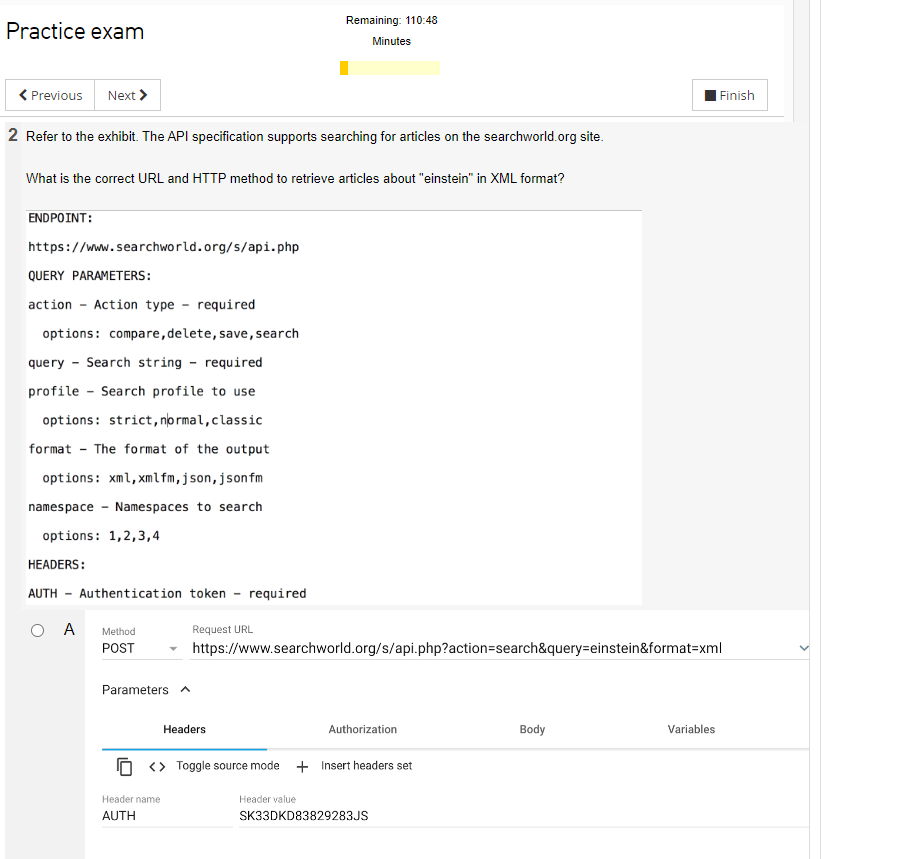 Practice exam
Remaining: 110:48
Minutes
Previous
Next
Finish
2 Refer to the exhibit. The API specification supports searching for articles on the searchworld.org site.
What is the correct URL and HTTP method to retrieve articles about "einstein" in XML format?
ENDPOINT:
https://www.searchworld.org/s/api.php
QUERY PARAMETERS:
action – Action type – required
options: compare,delete,save,search
query – Search string – required
profile – Search profile to use
options: strict,normal,classic
format – The format of the output
options: xml,xmlfm,json,jsonfm
namespace – Namespaces to search
options: 1,2,3,4
HEADERS:
AUTH – Authentication token – required
A
Method
Request URL
POST
https://www.searchworld.org/s/api.php?action=search&query=einstein&format=xml
Parameters
Headers
Authorization
Body
Variables
<> Toggle source mode + Insert headers set
Header name
Header value
AUTH
SK33DKD83829283JS